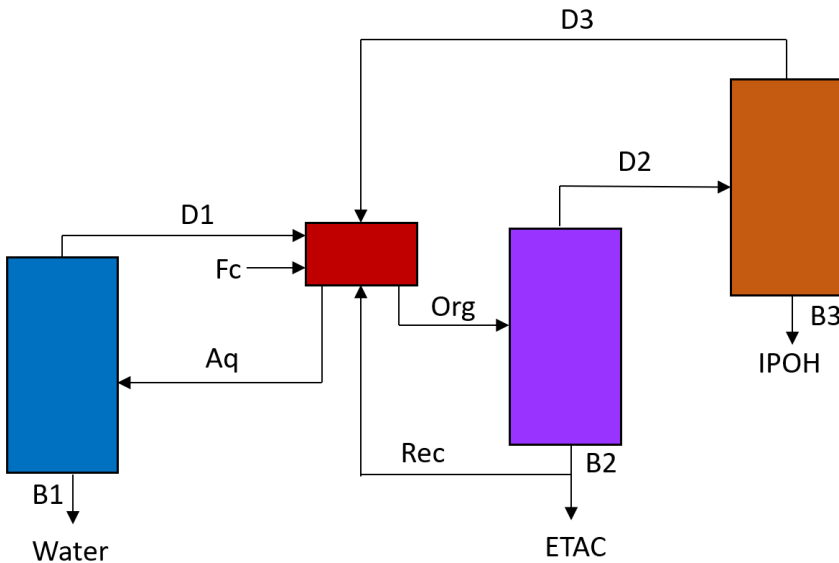 D3
D2
D1
Fc
Org
B3
IPOH
Aq
Rec
B2
B1
Water
ETAC